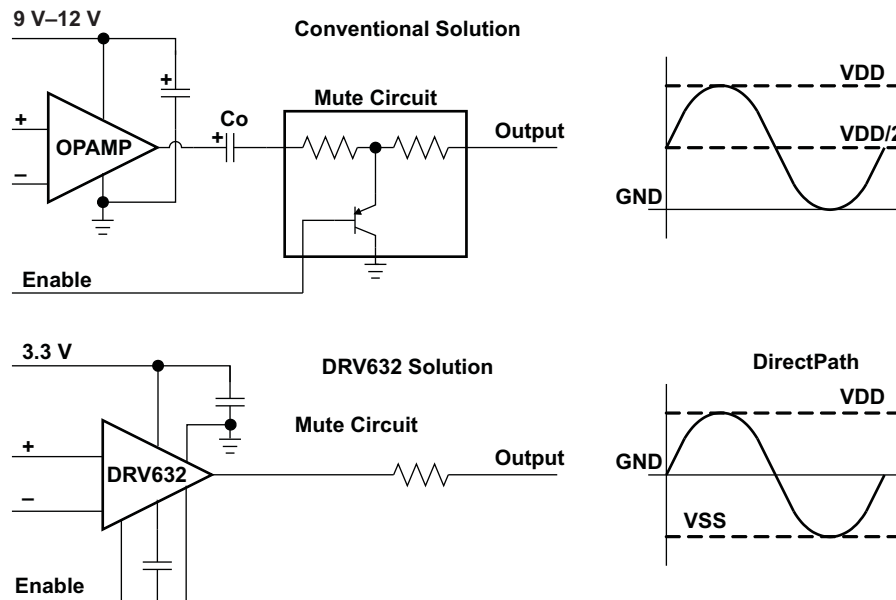 9 V–12 V
Conventional Solution
+
Mute Circuit
Co
+
+
OPAMP
–
Output
Enable
VDD
VDD/2
GND
3.3 V
DRV632 Solution
Mute Circuit
+
DRV632
–
Output
Enable
DirectPath
VDD
GND
VSS